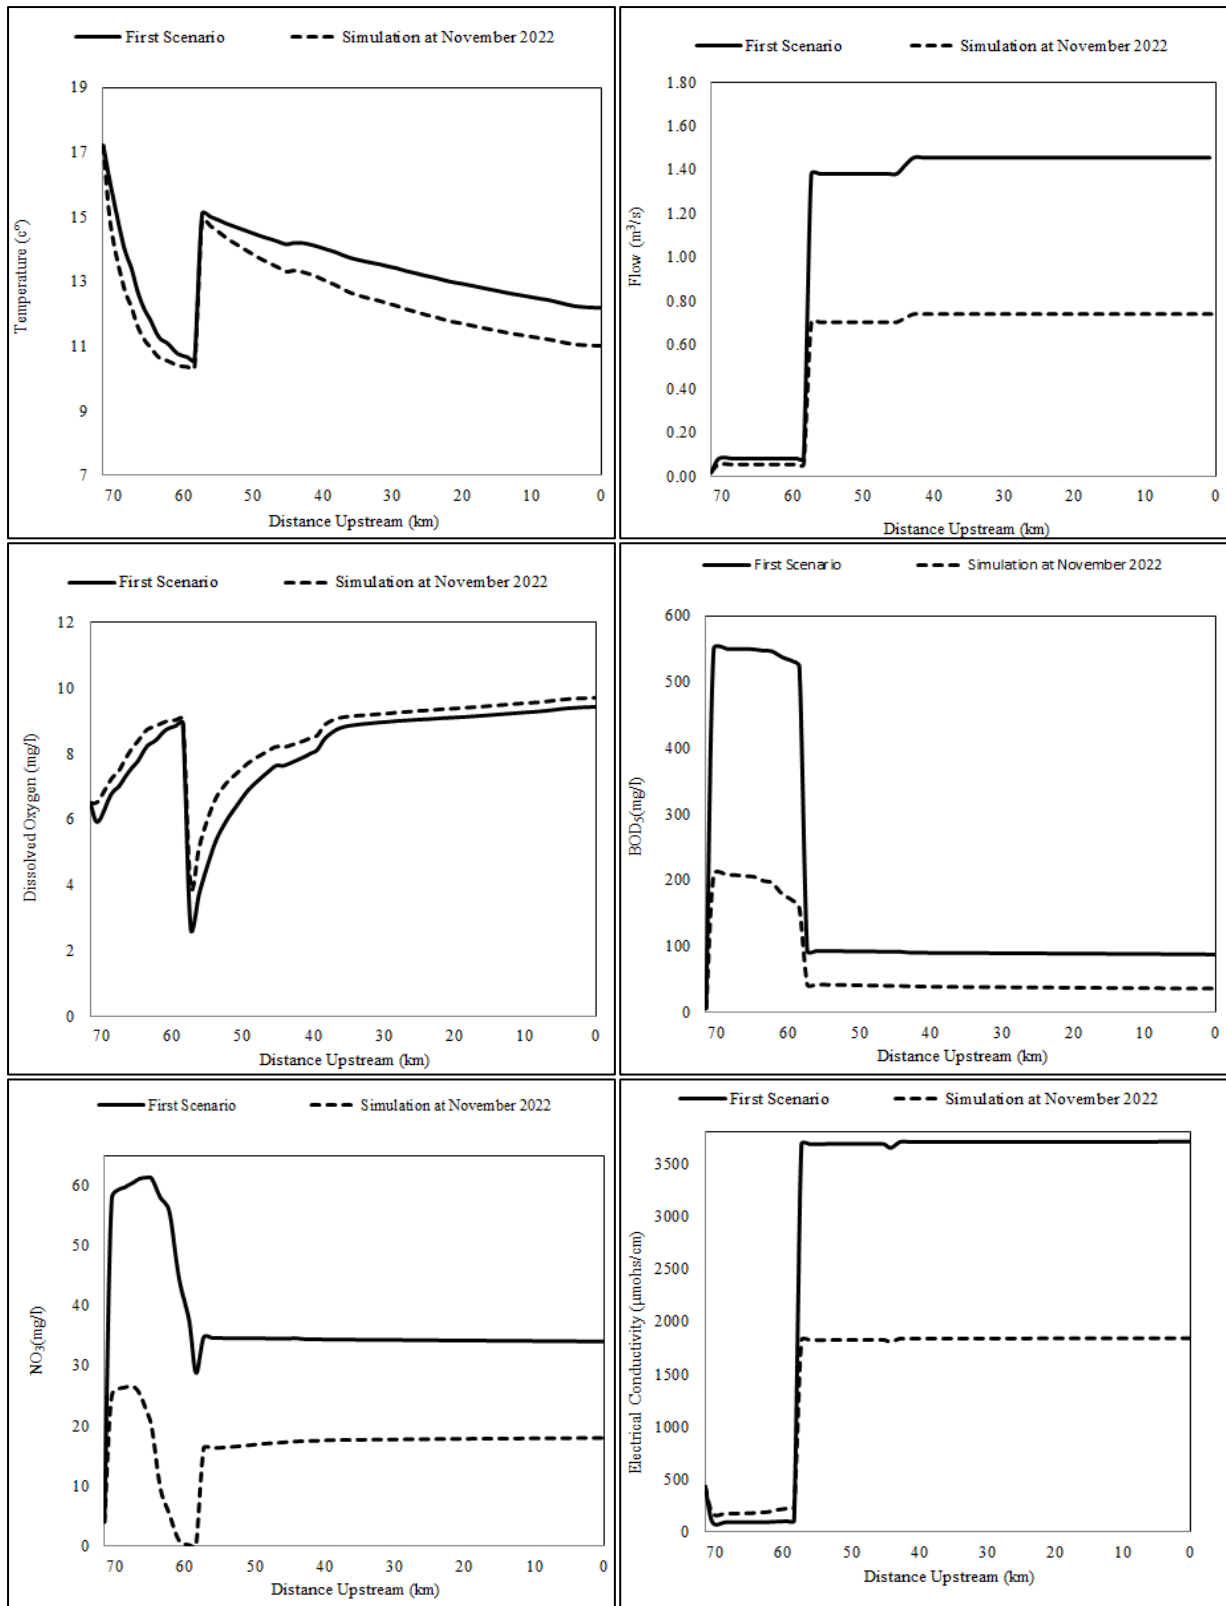 First Scenario
Simulation at November 2022
19
17
15
13
11
9
7
Temperature (c°)
70 60 50 40 30 20 10 0
Distance Upstream (km)
First Scenario
Simulation at November 2022
1.80
1.60
1.40
1.20
1.00
0.80
0.60
0.40
0.20
0.00
Flow (m³/s)
70 60 50 40 30 20 10 0
Distance Upstream (km)
First Scenario
Simulation at November 2022
12
10
8
6
4
2
0
Dissolved Oxygen (mg/l)
70 60 50 40 30 20 10 0
Distance Upstream (km)
First Scenario
Simulation at November 2022
600
500
400
300
200
100
0
BOD₅(mg/l)
70 60 50 40 30 20 10 0
Distance Upstream (km)
First Scenario
Simulation at November 2022
60
50
40
30
20
10
0
NO₃(mg/l)
70 60 50 40 30 20 10 0
Distance Upstream (km)
First Scenario
Simulation at November 2022
3500
3000
2500
2000
1500
1000
500
0
Electrical Conductivity (µmohs/cm)
70 60 50 40 30 20 10 0
Distance Upstream (km)